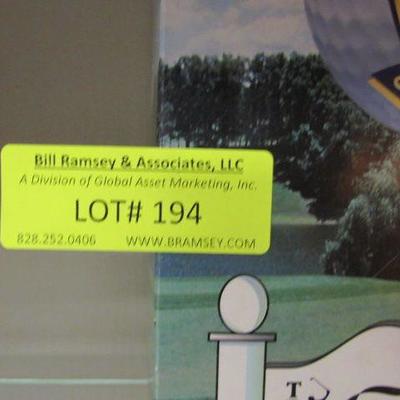 Bill Ramsey & Associates, LLC
A Division of Global Asset Marketing, Inc.
LOT# 194
828.252.0406 WWW.BRAMSEY.COM
T